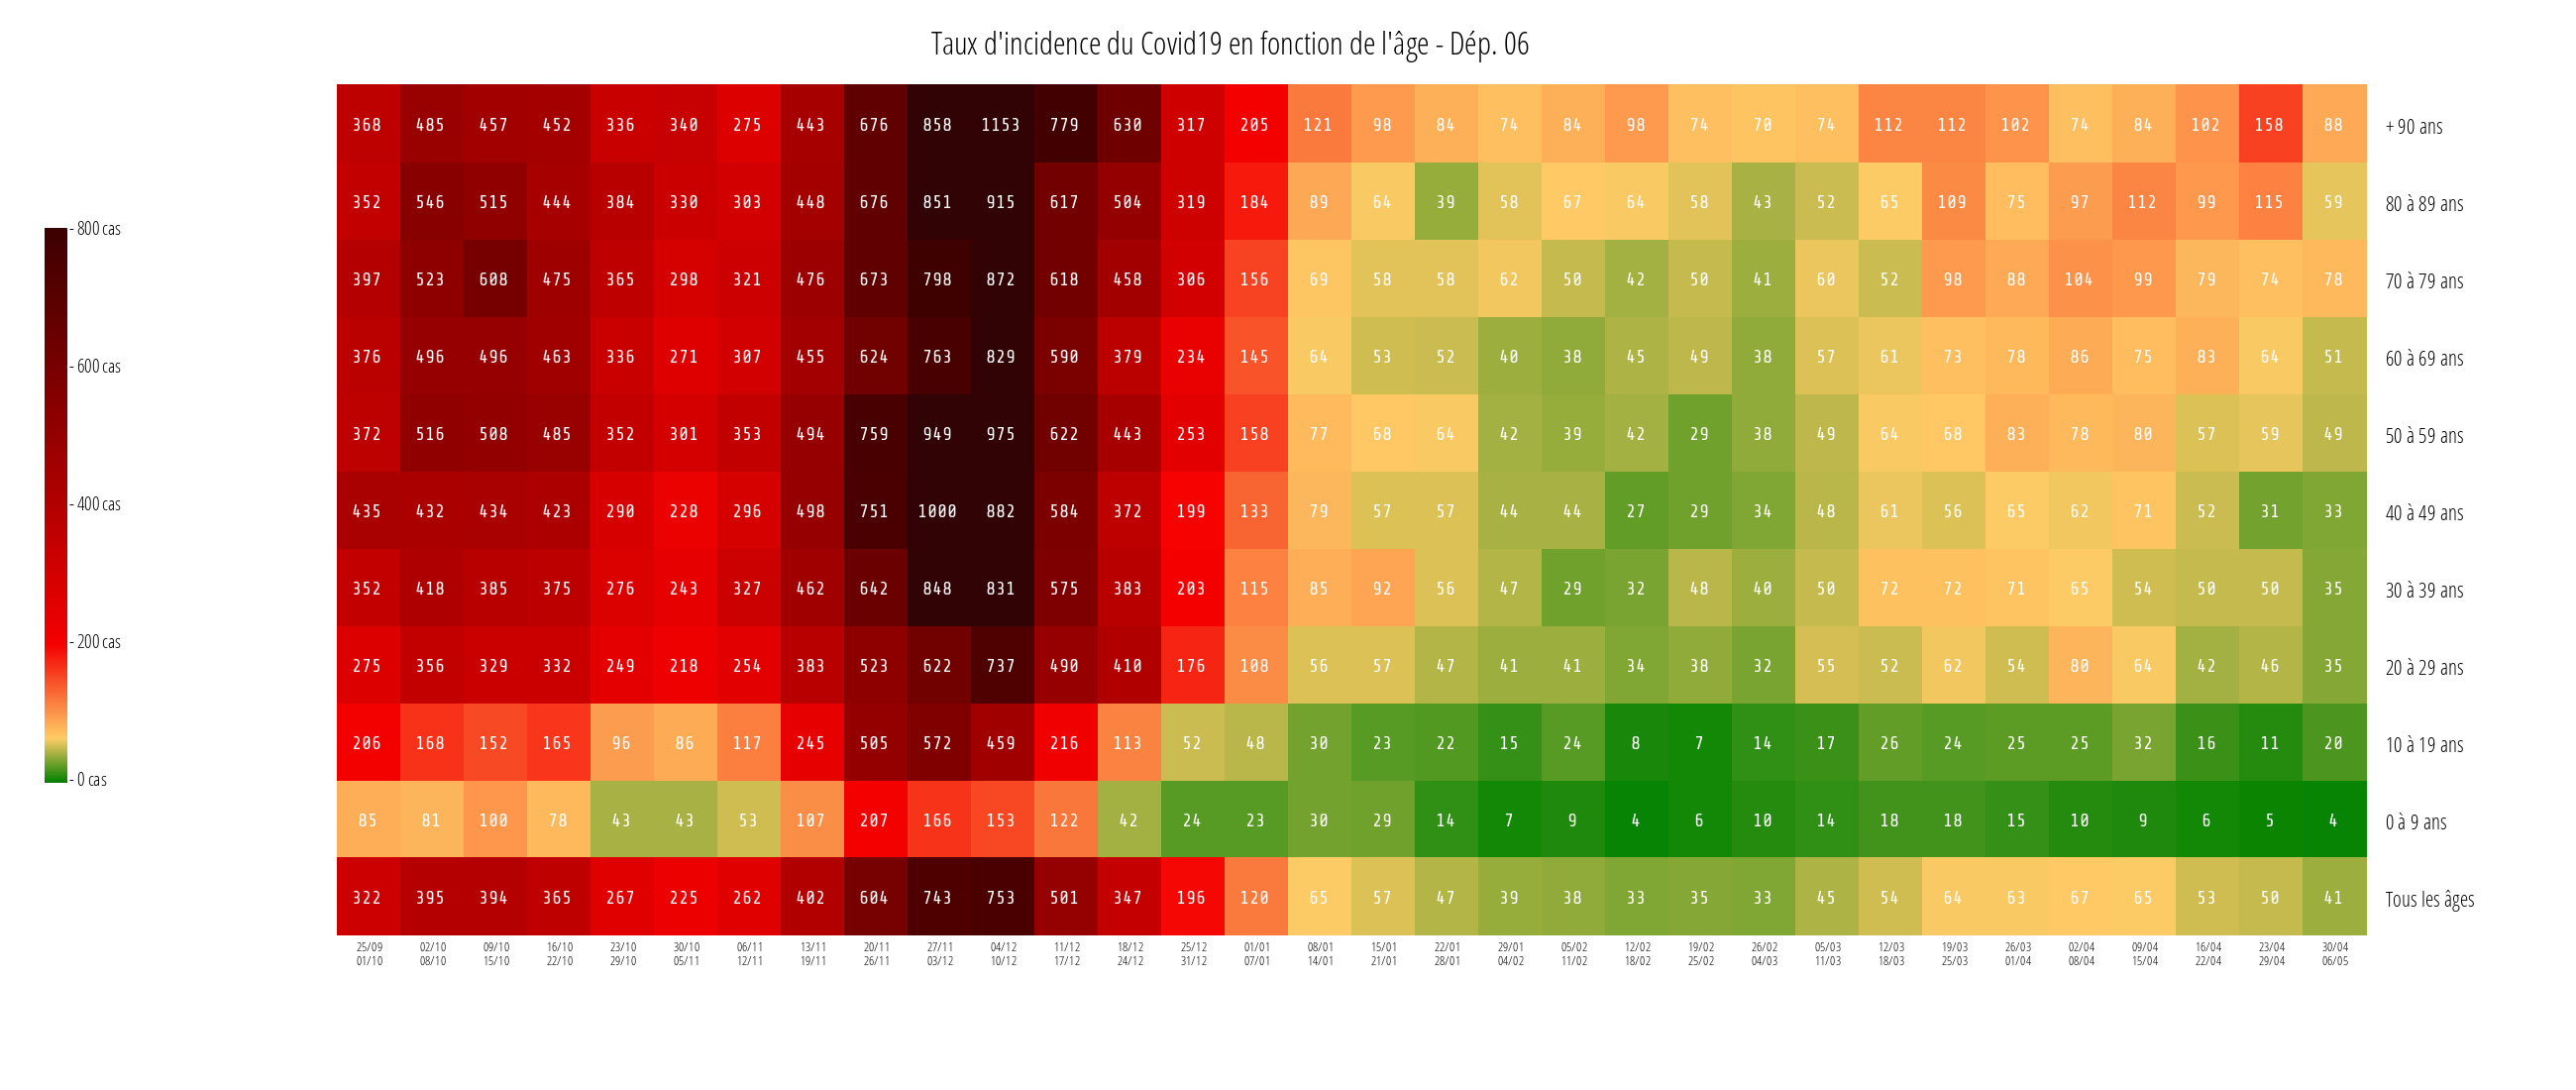 Taux d'incidence du Covid19 en fonction de l'âge - Dép. 06
- 800 cas
- 600 cas
- 400 cas
- 200 cas
- 0 cas
368 485 457 452 336 340 275 443 676 858 1153 779 630 317 205 121 98 84 74 84 98 74 70 74 112 112 102 74 84 102 158 88 + 90 ans
352 546 515 444 384 330 303 448 676 851 915 617 504 319 184 89 64 39 58 67 64 58 43 52 65 109 75 97 112 99 115 59 80 à 89 ans
397 523 608 475 365 298 321 476 673 798 872 618 458 306 156 69 58 58 62 50 42 50 41 60 52 98 88 104 99 79 74 78 70 à 79 ans
376 496 496 463 336 271 307 455 624 763 829 590 379 234 145 64 53 52 40 38 45 49 38 57 61 73 78 86 75 83 64 51 60 à 69 ans
372 516 508 485 352 301 353 494 759 949 975 622 443 253 158 77 68 64 42 39 42 29 38 49 64 68 83 78 80 57 59 49 50 à 59 ans
435 432 434 423 290 228 296 498 751 1000 882 584 372 199 133 79 57 57 44 44 27 29 34 48 61 56 65 62 71 52 31 33 40 à 49 ans
352 418 385 375 276 243 327 462 642 848 831 575 383 203 115 85 92 56 47 29 32 48 40 50 72 72 71 65 54 50 50 35 30 à 39 ans
275 356 329 332 249 218 254 383 523 622 737 490 410 176 108 56 57 47 41 41 34 38 32 55 52 62 54 80 64 42 46 35 20 à 29 ans
206 168 152 165 96 86 117 245 505 572 459 216 113 52 48 30 23 22 15 24 8 7 14 17 26 24 25 25 32 16 11 20 10 à 19 ans
85 81 100 78 43 43 53 107 207 166 153 122 42 24 23 30 29 14 7 9 4 6 10 14 18 18 15 10 9 6 5 4 0 à 9 ans
322 395 394 365 267 225 262 402 604 743 753 501 347 196 120 65 57 47 39 38 33 35 33 45 54 64 63 67 65 53 50 41 Tous les âges
25/09 02/10 09/10 16/10 23/10 30/10 06/11 13/11 20/11 27/11 04/12 11/12 18/12 25/12 01/01 08/01 15/01 22/01 29/01 05/02 12/02 19/02 26/02 05/03 12/03 19/03 26/03 02/04 09/04 16/04 23/04 30/04
01/10 08/10 15/10 22/10 29/10 05/11 12/11 19/11 26/11 03/12 10/12 17/12 24/12 31/12 07/01 14/01 21/01 28/01 04/02 11/02 18/02 25/02 04/03 11/03 18/03 25/03 01/04 08/04 15/04 22/04 29/04 06/05